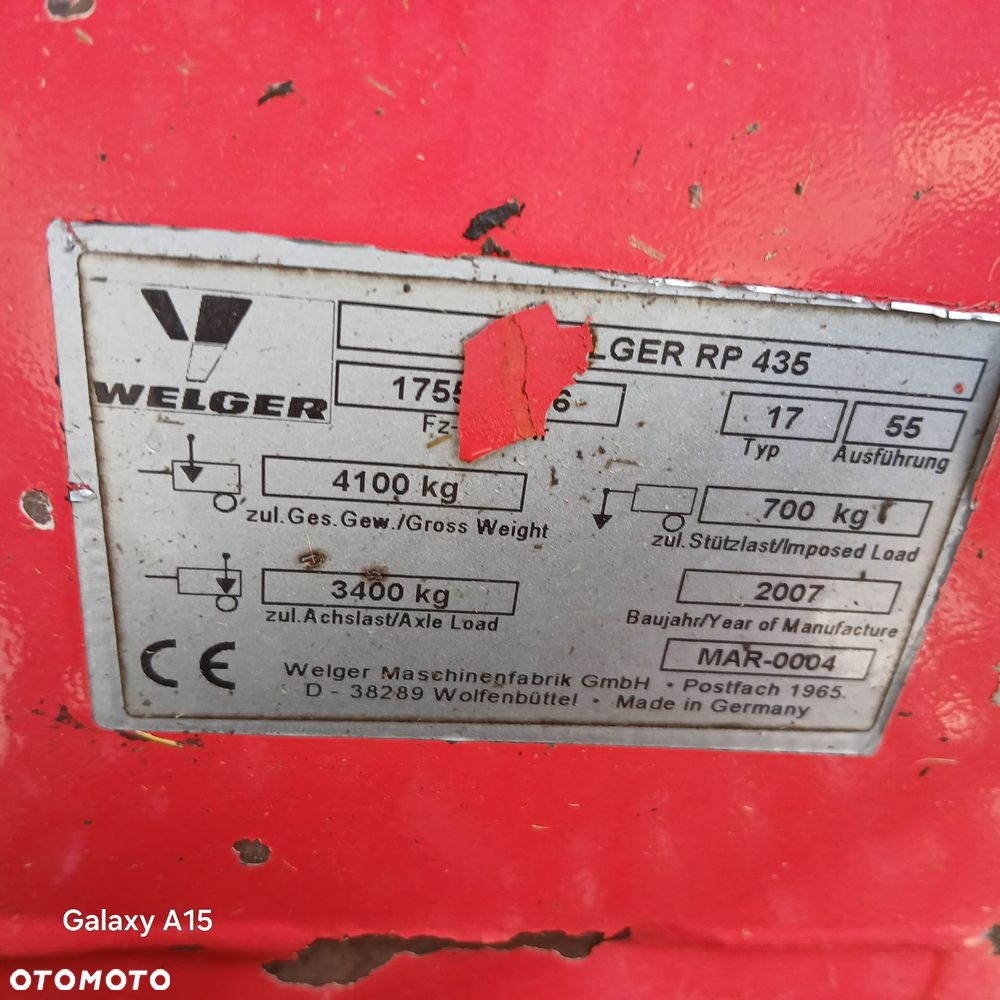 LGER RP 435
WELGER
1755 6
Fz-
17
Typ
55
Ausführung
4100 kg
zul.Ges.Gew./Gross Weight
700 kg
zul.Stützlast/Imposed Load
3400 kg
zul.Achslast/Axle Load
2007
Baujahr/Year of Manufacture
MAR-0004
CE
Welger Maschinenfabrik GmbH • Postfach 1965
D - 38289 Wolfenbüttel • Made in Germany
Galaxy A15
OTOMOTO